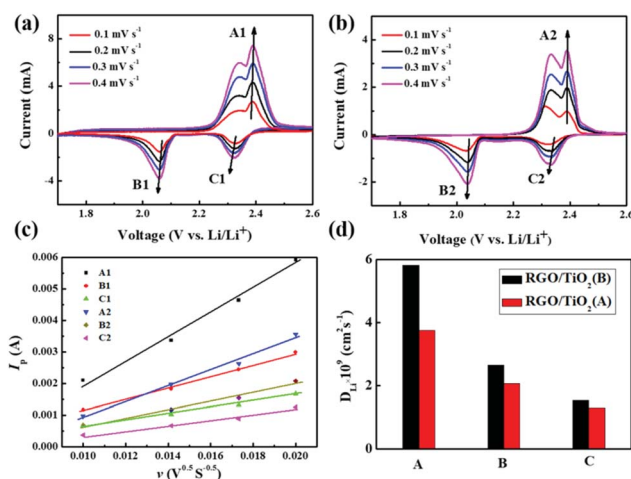 (a)
0.1 mV s⁻¹
0.2 mV s⁻¹
0.3 mV s⁻¹
0.4 mV s⁻¹
A1
B1
C1
Current (mA)
8
4
0
-4
1.8 2.0 2.2 2.4 2.6
Voltage (V vs. Li/Li⁺)
(b)
0.1 mV s⁻¹
0.2 mV s⁻¹
0.3 mV s⁻¹
0.4 mV s⁻¹
A2
B2
C2
Current (mA)
4
2
0
-2
1.8 2.0 2.2 2.4 2.6
Voltage (V vs. Li/Li⁺)
(c)
A1
B1
C1
A2
B2
C2
Iₚ (A)
0.006
0.005
0.004
0.003
0.002
0.001
0.000
0.010 0.012 0.014 0.016 0.018 0.020
v (V⁰·⁵ S⁻⁰·⁵)
(d)
RGO/TiO₂(B)
RGO/TiO₂(A)
D_Li×10⁹ (cm²s⁻¹)
6
4
2
0
A B C